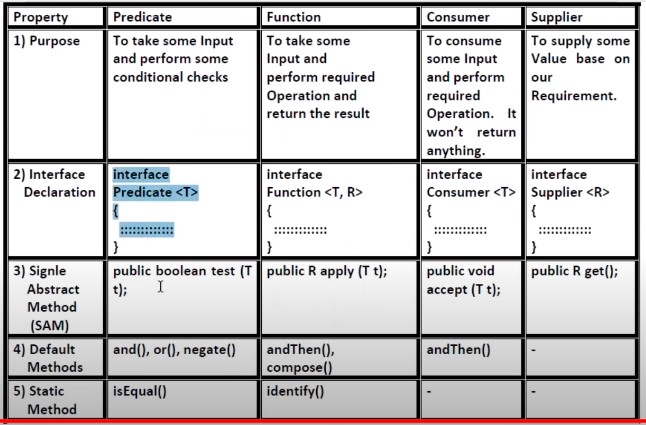 Property
Predicate
Function
Consumer
Supplier
1) Purpose
To take some Input
and perform some
conditional checks
To take some
Input and
perform required
Operation and
return the result
To consume
some Input
and perform
required
Operation. It
won't return
anything.
To supply some
Value base on
our
Requirement.
2) Interface
Declaration
interface
Predicate <T>
{
:::::::::::::
}
interface
Function <T, R>
{
:::::::::::::
}
interface
Consumer <T>
{
:::::::::::::
}
interface
Supplier <R>
{
:::::::::::::
}
3) Signle
Abstract
Method
(SAM)
public boolean test (T
t);
public R apply (T t);
public void
accept (T t);
public R get();
4) Default
Methods
and(), or(), negate()
andThen(),
compose()
andThen()
-
5) Static
Method
isEqual()
identify()
-
-